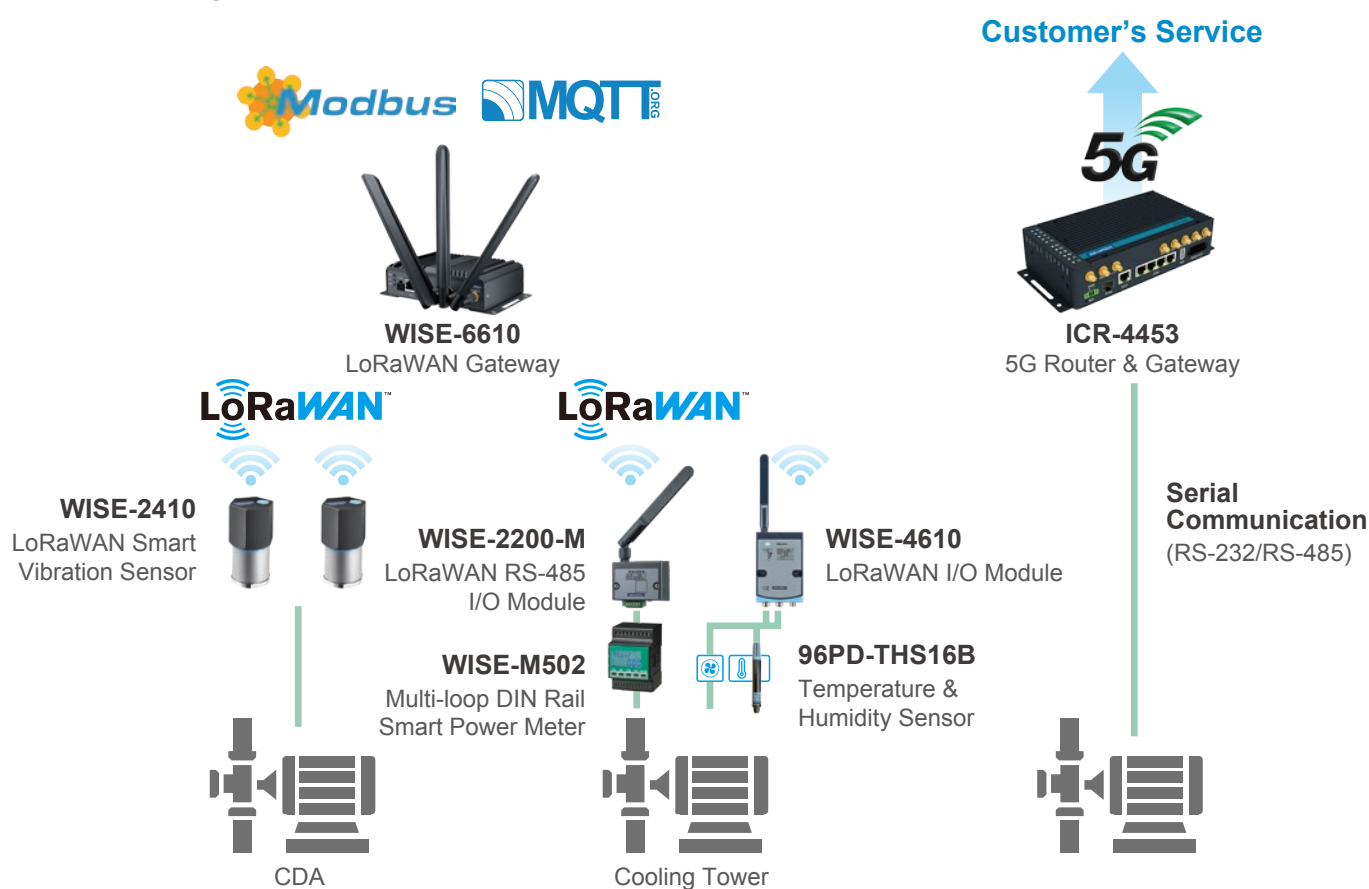 Customer's Service
Modbus
MQTT
.ORG
5G
WISE-6610
LoRaWAN Gateway
ICR-4453
5G Router & Gateway
LoRaWAN™
LoRaWAN™
WISE-2410
LoRaWAN Smart
Vibration Sensor
WISE-2200-M
LoRaWAN RS-485
I/O Module
WISE-4610
LoRaWAN I/O Module
Serial
Communication
(RS-232/RS-485)
WISE-M502
Multi-loop DIN Rail
Smart Power Meter
96PD-THS16B
Temperature &
Humidity Sensor
CDA
Cooling Tower